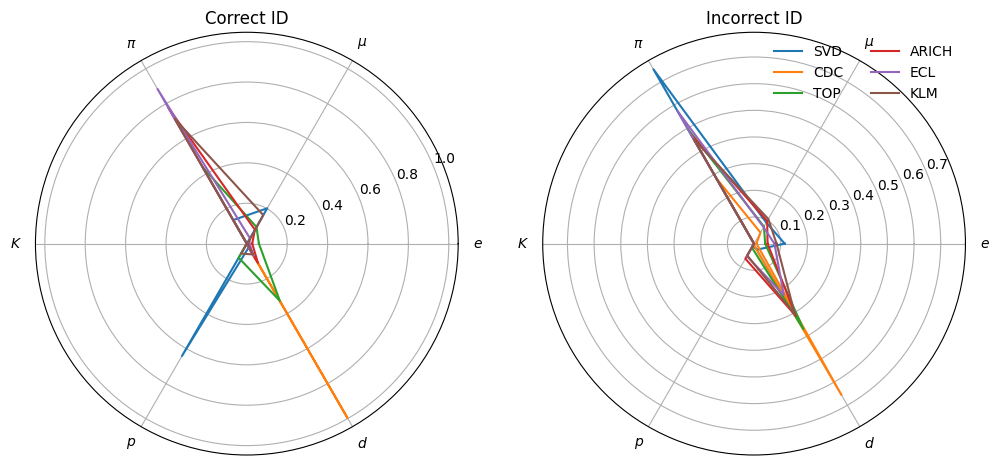 Correct ID
π
μ
1.0
0.8
0.6
0.4
0.2
K
e
p
d
Incorrect ID
π
μ
SVD
CDC
TOP
ARICH
ECL
KLM
0.7
0.6
0.5
0.4
0.3
0.2
0.1
K
e
p
d